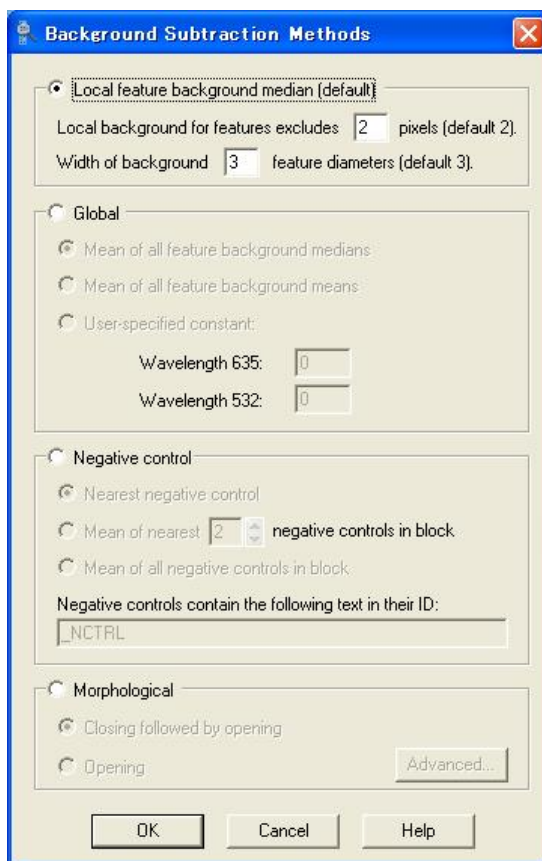 Background Subtraction Methods
Local feature background median (default)
Local background for features excludes 2 pixels (default 2).
Width of background 3 feature diameters (default 3).
Global
Mean of all feature background medians
Mean of all feature background means
User-specified constant:
Wavelength 635: 0
Wavelength 532: 0
Negative control
Nearest negative control
Mean of nearest 2 negative controls in block
Mean of all negative controls in block
Negative controls contain the following text in their ID:
_NCTRL
Morphological
Closing followed by opening
Opening Advanced...
OK Cancel Help